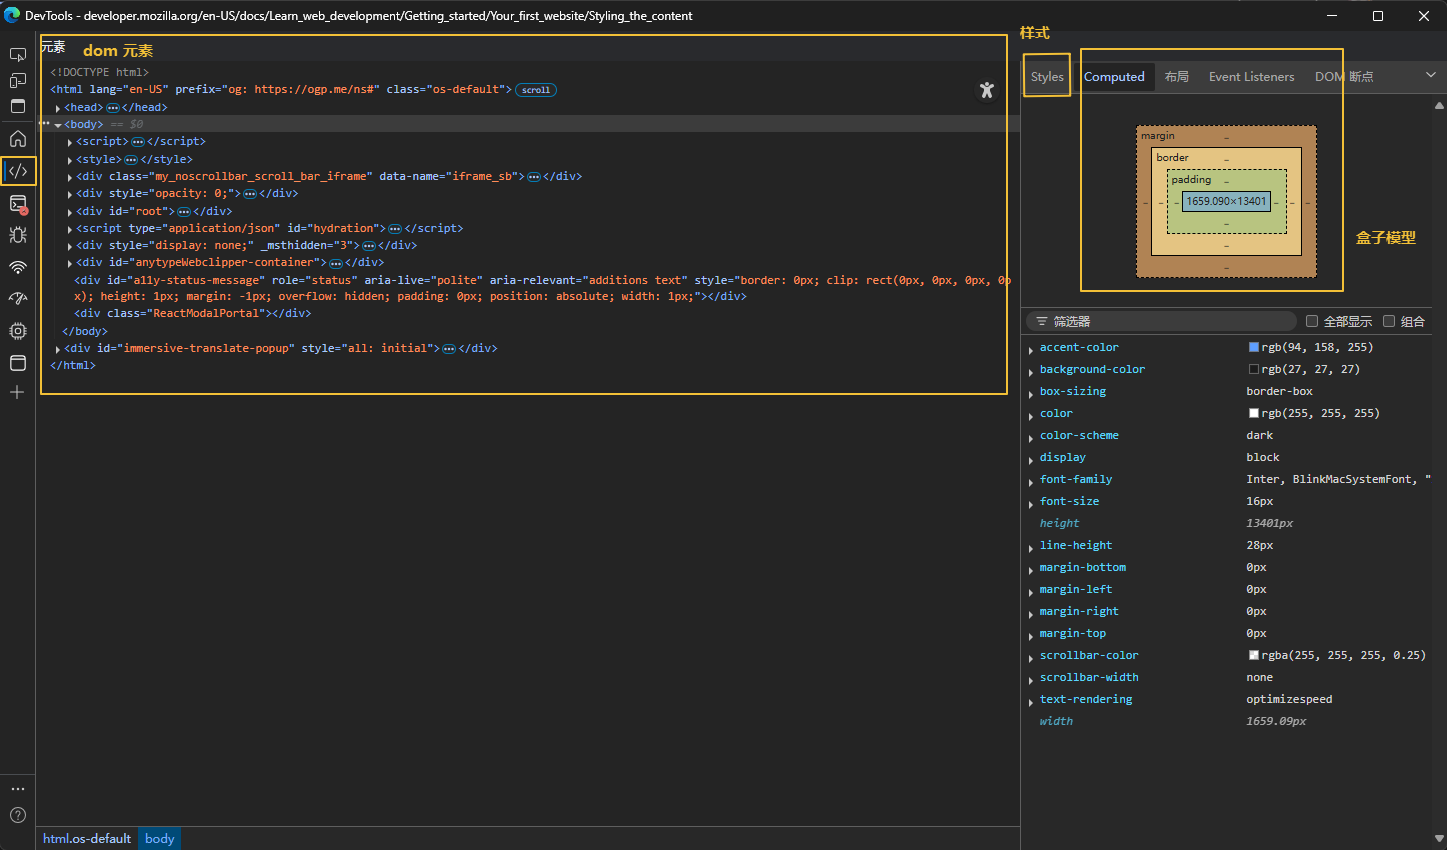 DevTools - developer.mozilla.org/en-US/docs/Learn_web_development/Getting_started/Your_first_website/Styling_the_content
元素 dom 元素
<!DOCTYPE html>
<html lang="en-US" prefix="og: https://ogp.me/ns#" class="os-default"> scroll
<head>•••</head>
•••<body> == $0
<script>•••</script>
<style>•••</style>
<div class="my_noscrollbar_scroll_bar_iframe" data-name="iframe_sb">•••</div>
<div style="opacity: 0;">•••</div>
<div id="root">•••</div>
<script type="application/json" id="hydration">•••</script>
<div style="display: none;" _msthidden="3">•••</div>
<div id="anytypeWebclipper-container">•••</div>
<div id="a11y-status-message" role="status" aria-live="polite" aria-relevant="additions text" style="border: 0px; clip: rect(0px, 0px, 0px, 0p
x); height: 1px; margin: -1px; overflow: hidden; padding: 0px; position: absolute; width: 1px;"></div>
<div class="ReactModalPortal"></div>
</body>
<div id="immersive-translate-popup" style="all: initial">•••</div>
</html>
html.os-default body
样式
Styles Computed 布局 Event Listeners DOM 断点
margin –
border –
padding –
– – – 1659.090×13401 – – –
–
–
–
盒子模型
筛选器 全部显示 组合
accent-color rgb(94, 158, 255)
background-color rgb(27, 27, 27)
box-sizing border-box
color rgb(255, 255, 255)
color-scheme dark
display block
font-family Inter, BlinkMacSystemFont, "
font-size 16px
height 13401px
line-height 28px
margin-bottom 0px
margin-left 0px
margin-right 0px
margin-top 0px
scrollbar-color rgba(255, 255, 255, 0.25)
scrollbar-width none
text-rendering optimizespeed
width 1659.09px